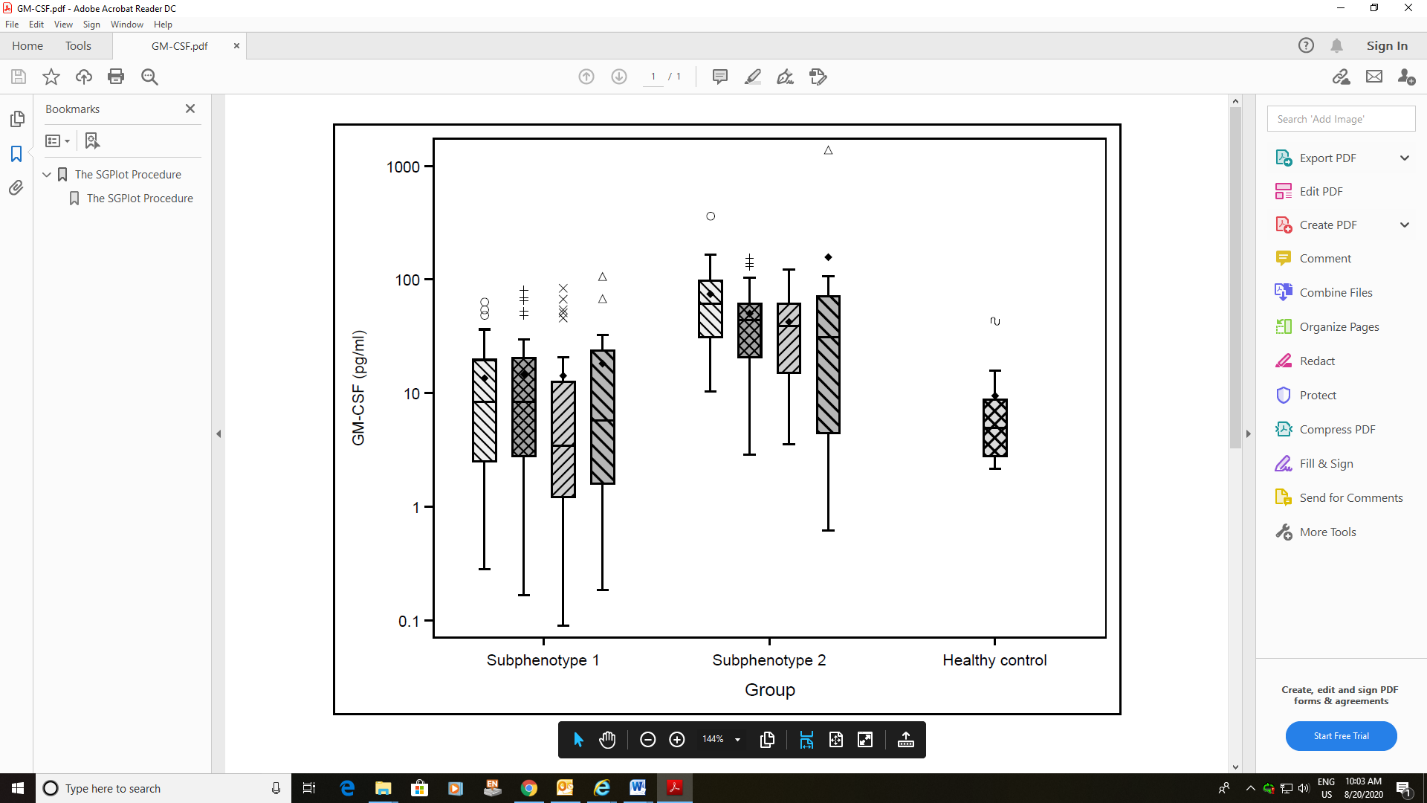 GM-CSF.pdf - Adobe Acrobat Reader DC
File Edit View Sign Window Help
Home Tools GM-CSF.pdf × Sign In
1 / 1
Bookmarks
The SGPlot Procedure
The SGPlot Procedure
1000
100
10
1
0.1
GM-CSF (pg/ml)
Subphenotype 1 Subphenotype 2 Healthy control
Group
144%
Search 'Add Image'
Export PDF
Edit PDF
Create PDF
Comment
Combine Files
Organize Pages
Redact
Protect
Compress PDF
Fill & Sign
Send for Comments
More Tools
Create, edit and sign PDF
forms & agreements
Start Free Trial
Type here to search
EN
ENG
US
10:03 AM
8/20/2020
1